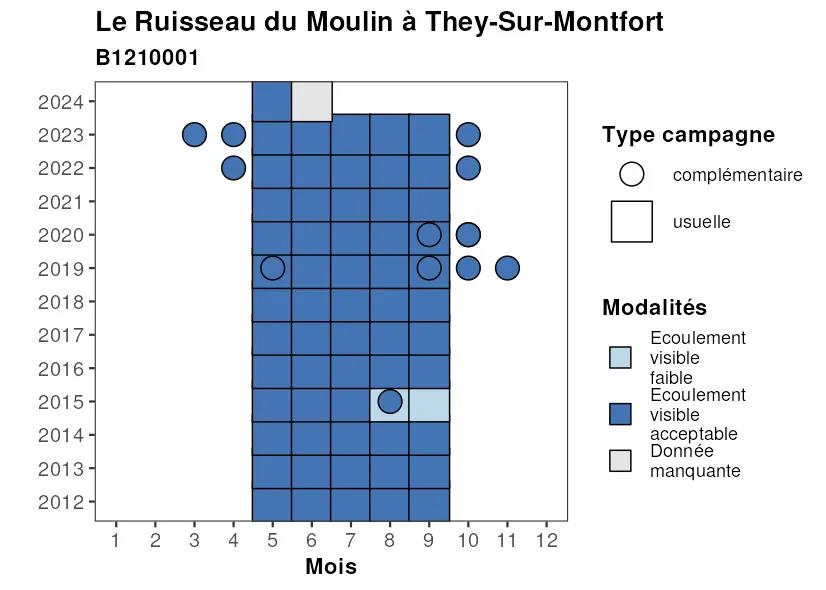 Le Ruisseau du Moulin à They-Sur-Montfort
B1210001
2024
2023
2022
2021
2020
2019
2018
2017
2016
2015
2014
2013
2012
1 2 3 4 5 6 7 8 9 10 11 12
Mois
Type campagne
complémentaire
usuelle
Modalités
Ecoulement
visible
faible
Ecoulement
visible
acceptable
Donnée
manquante